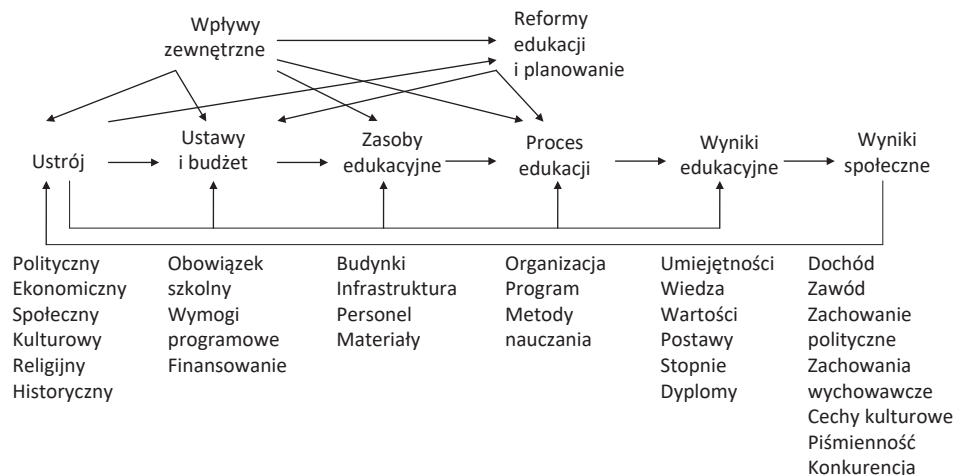 Wpływy
zewnętrzne
Reformy
edukacji
i planowanie
Ustrój
Ustawy
i budżet
Zasoby
edukacyjne
Proces
edukacji
Wyniki
edukacyjne
Wyniki
społeczne
Polityczny
Ekonomiczny
Społeczny
Kulturowy
Religijny
Historyczny
Obowiązek
szkolny
Wymogi
programowe
Finansowanie
Budynki
Infrastruktura
Personel
Materiały
Organizacja
Program
Metody
nauczania
Umiejętności
Wiedza
Wartości
Postawy
Stopnie
Dyplomy
Dochód
Zawód
Zachowanie
polityczne
Zachowania
wychowawcze
Cechy kulturowe
Piśmienność
Konkurencja